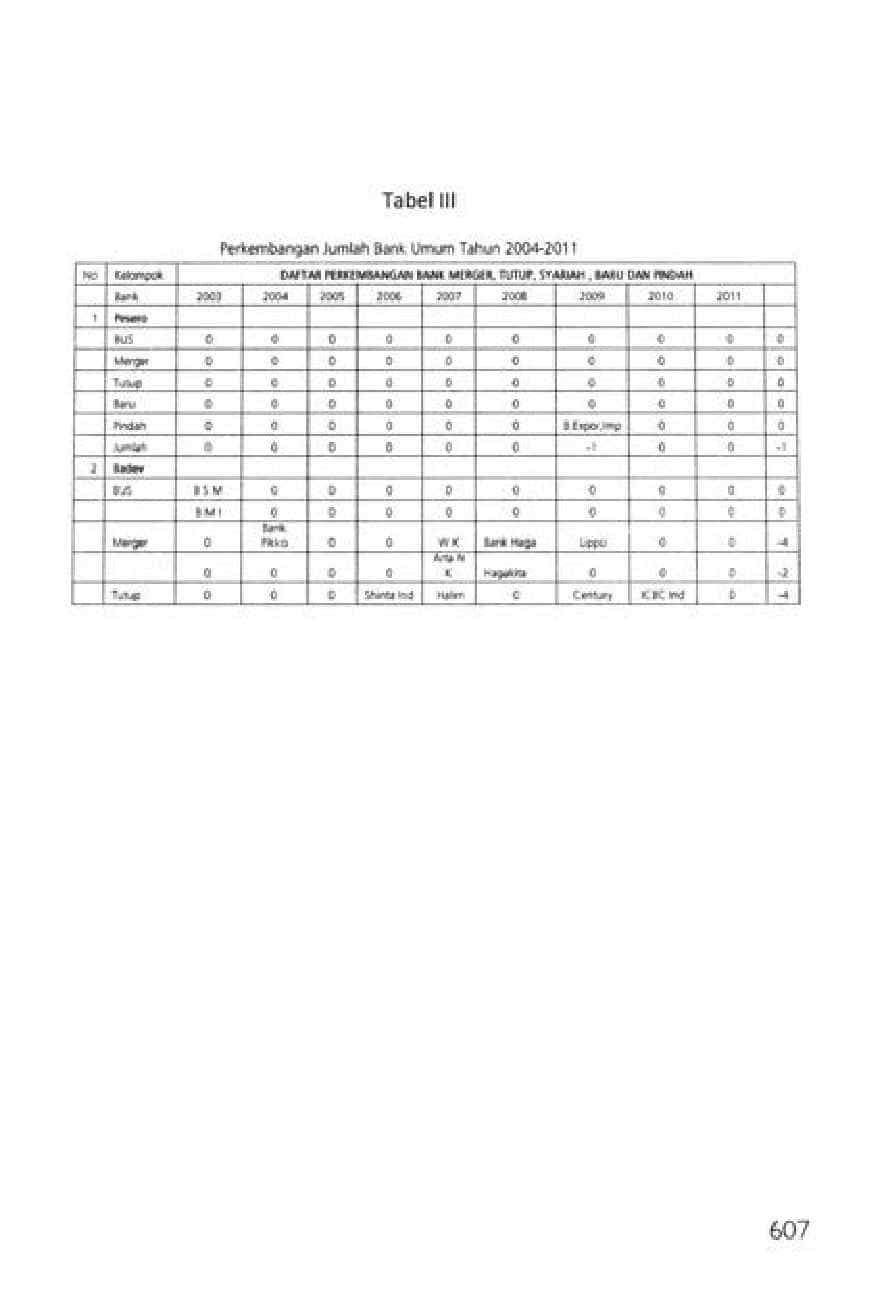 Tabel III
Perkembangan Jumlah Bank Umum Tahun 2004-2011
No Kelompok DAFTAR PERKEMBANGAN BANK MERGER, TUTUP, SYARIAH , BARU DAN PINDAH
Bank 2003 2004 2005 2006 2007 2008 2009 2010 2011
1 Pesero
BUS 0 0 0 0 0 0 0 0 0 0
Merger 0 0 0 0 0 0 0 0 0 0
Tutup 0 0 0 0 0 0 0 0 0 0
Baru 0 0 0 0 0 0 0 0 0 0
Pindah 0 0 0 0 0 0 B.Expor,Imp 0 0 0
Jumlah 0 0 0 0 0 0 -1 0 0 -1
2 Badev
BUS B S M 0 0 0 0 0 0 0 0 0
B M I 0 0 0 0 0 0 0 0 0
Bank
Merger 0 Pikko 0 0 W K Bank Haga Lippo 0 0 -4
Arta N
0 0 0 0 K Hagakita 0 0 0 -2
Tutup 0 0 0 Shinta Ind Halim 0 Century ICBC Ind 0 -4
607